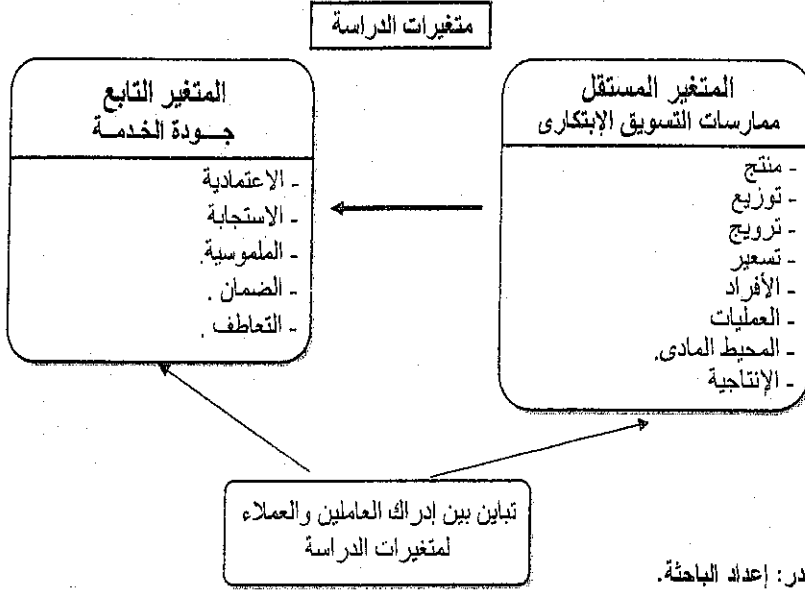 متغيرات الدراسة
المتغير المستقل
ممارسات التسويق الإبتكارى
- منتج
- توزيع
- ترويج
- تسعير
- الأفراد
- العمليات
- المحيط المادى.
- الإنتاجية
المتغير التابع
جـــودة الخدمـــة
- الاعتمادية
- الاستجابة
- الملموسية.
- الضمان .
- التعاطف .
تباين بين إدراك العاملين والعملاء
لمتغيرات الدراسة
در: إعداد الباحثة.